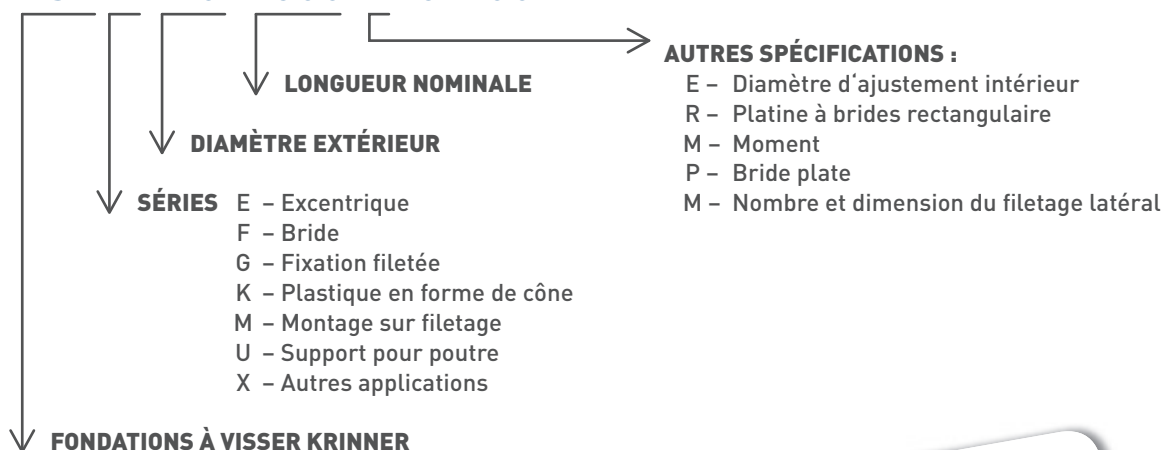 AUTRES SPÉCIFICATIONS :
E – Diamètre d‘ajustement intérieur
R – Platine à brides rectangulaire
M – Moment
P – Bride plate
M – Nombre et dimension du filetage latéral
LONGUEUR NOMINALE
DIAMÈTRE EXTÉRIEUR
SÉRIES E – Excentrique
F – Bride
G – Fixation filetée
K – Plastique en forme de cône
M – Montage sur filetage
U – Support pour poutre
X – Autres applications
FONDATIONS À VISSER KRINNER